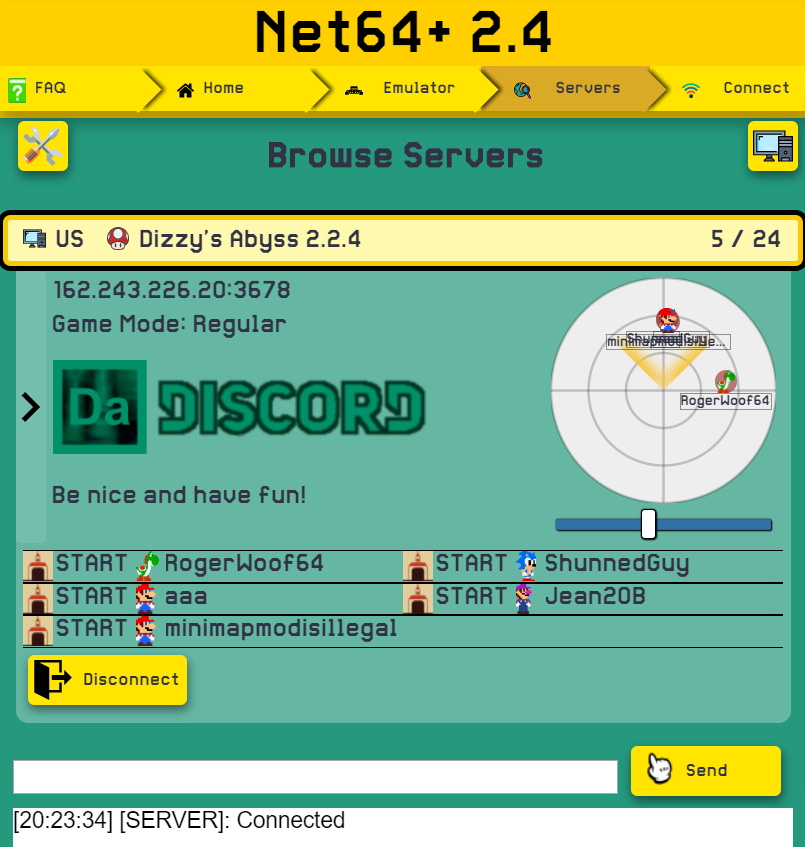 Net64+ 2.4
FAQ Home Emulator Servers Connect
Browse Servers
US Dizzy's Abyss 2.2.4 5 / 24
162.243.226.20:3678
Game Mode: Regular
ShunnedGuy
RogerWoof64
Da DISCORD
Be nice and have fun!
START RogerWoof64 START ShunnedGuy
START aaa START Jean20B
START minimapmodisillegal
Disconnect
Send
[20:23:34] [SERVER]: Connected